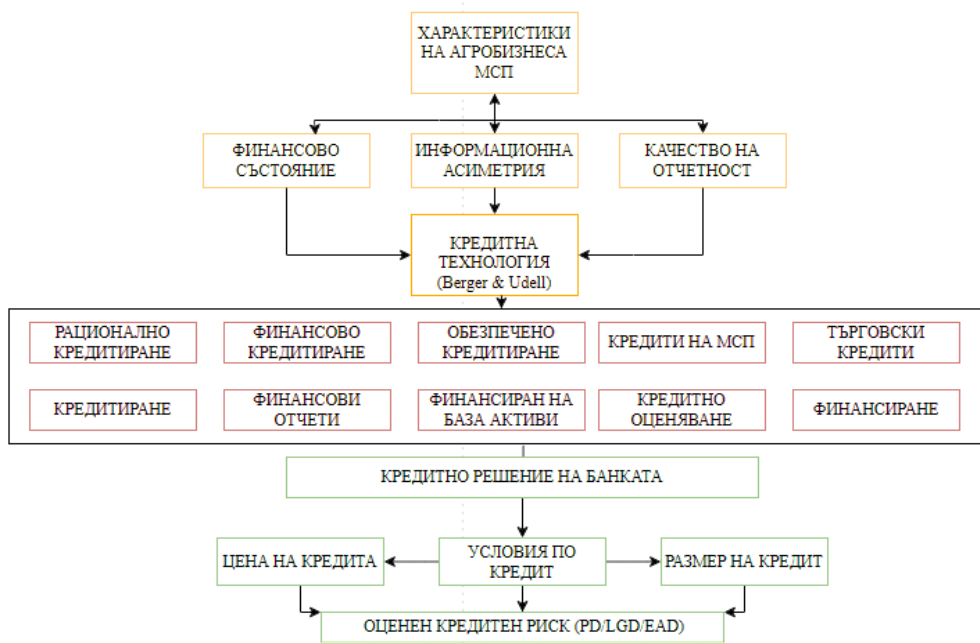 ХАРАКТЕРИСТИКИ
НА АГРОБИЗНЕСА
МСП
ФИНАНСОВО
СЪСТОЯНИЕ
ИНФОРМАЦИОННА
АСИМЕТРИЯ
КАЧЕСТВО НА
ОТЧЕТНОСТ
КРЕДИТНА
ТЕХНОЛОГИЯ
(Berger & Udell)
РАЦИОНАЛНО
КРЕДИТИРАНЕ
ФИНАНСОВО
КРЕДИТИРАНЕ
ОБЕЗПЕЧЕНО
КРЕДИТИРАНЕ
КРЕДИТИ НА МСП
ТЪРГОВСКИ
КРЕДИТИ
КРЕДИТИРАНЕ
ФИНАНСОВИ
ОТЧЕТИ
ФИНАНСИРАН НА
БАЗА АКТИВИ
КРЕДИТНО
ОЦЕНЯВАНЕ
ФИНАНСИРАНЕ
КРЕДИТНО РЕШЕНИЕ НА БАНКАТА
ЦЕНА НА КРЕДИТА
УСЛОВИЯ ПО
КРЕДИТ
РАЗМЕР НА КРЕДИТ
ОЦЕНЕН КРЕДИТЕН РИСК (PD/LGD/EAD)